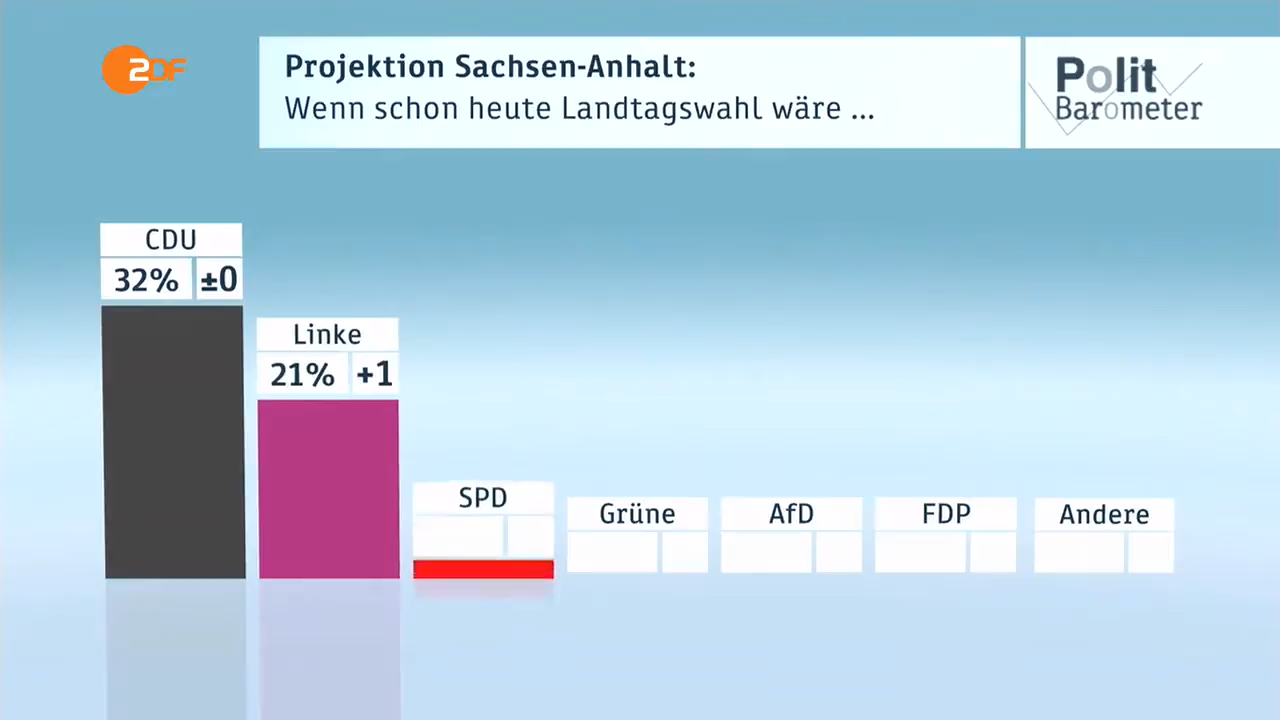 ZDF
Projektion Sachsen-Anhalt:
Wenn schon heute Landtagswahl wäre ...
Polit
Barometer
CDU
32% ±0
Linke
21% +1
SPD
Grüne
AfD
FDP
Andere